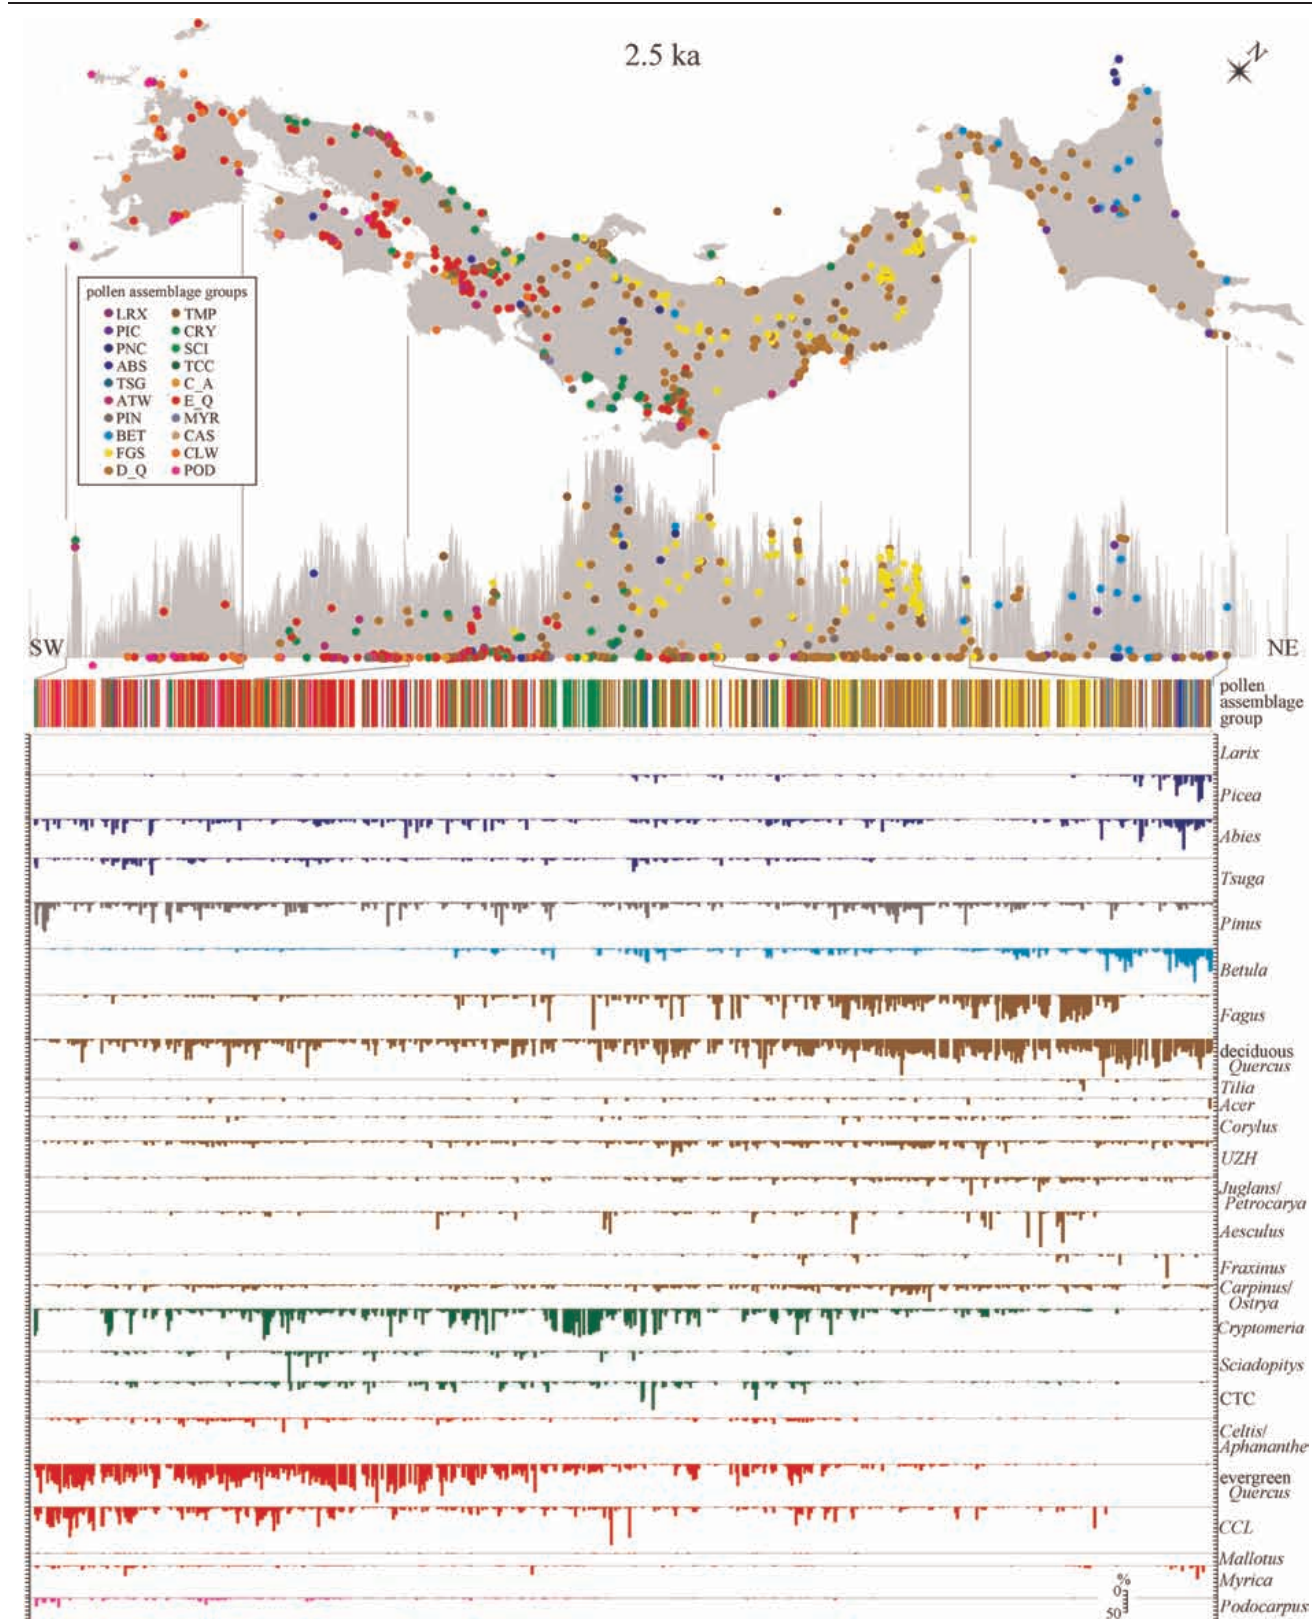 2.5 ka
N
pollen assemblage groups
LRX TMP
PIC CRY
PNC SCI
ABS TCC
TSG C_A
ATW E_Q
PIN MYR
BET CAS
FGS CLW
D_Q POD
SW
NE
pollen
assemblage
group
Larix
Picea
Abies
Tsuga
Pinus
Betula
Fagus
deciduous
Quercus
Tilia
Acer
Corylus
UZH
Juglans/
Petrocarya
Aesculus
Fraxinus
Carpinus/
Ostrya
Cryptomeria
Sciadopitys
CTC
Celtis/
Aphananthe
evergreen
Quercus
CCL
Mallotus
Myrica
%
0
50
Podocarpus